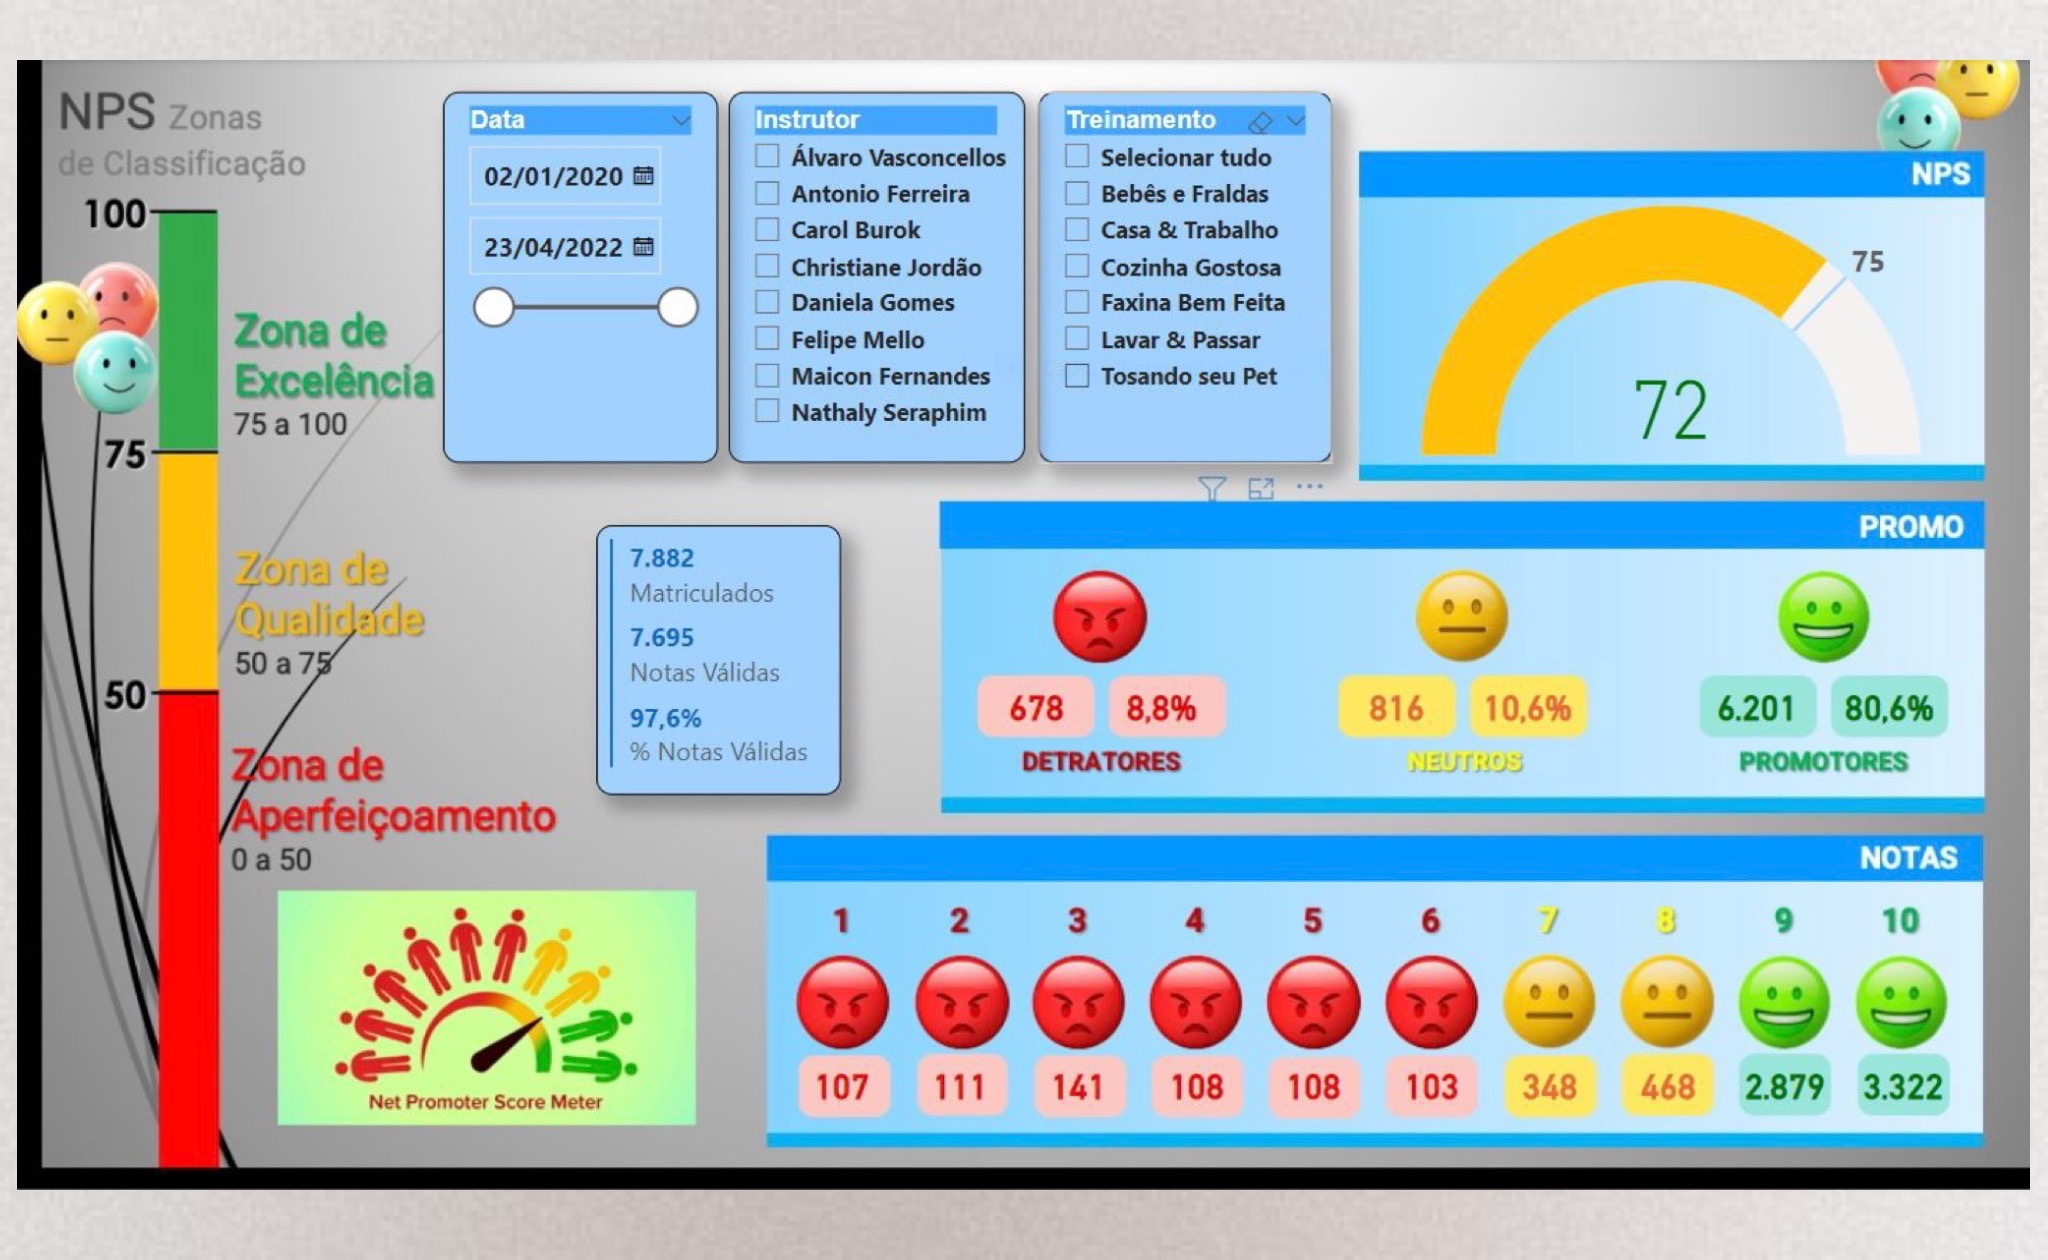 NPS Zonas
de Classificação
100
Zona de
Excelência
75 a 100
75
Zona de
Qualidade
50 a 75
50
Zona de
Aperfeiçoamento
0 a 50
Data
02/01/2020
23/04/2022
Instrutor
Álvaro Vasconcellos
Antonio Ferreira
Carol Burok
Christiane Jordão
Daniela Gomes
Felipe Mello
Maicon Fernandes
Nathaly Seraphim
Treinamento
Selecionar tudo
Bebês e Fraldas
Casa & Trabalho
Cozinha Gostosa
Faxina Bem Feita
Lavar & Passar
Tosando seu Pet
NPS
75
72
7.882
Matriculados
7.695
Notas Válidas
97,6%
% Notas Válidas
PROMO
678 8,8%
DETRATORES
816 10,6%
NEUTROS
6.201 80,6%
PROMOTORES
Net Promoter Score Meter
NOTAS
1 2 3 4 5 6 7 8 9 10
107 111 141 108 108 103 348 468 2.879 3.322